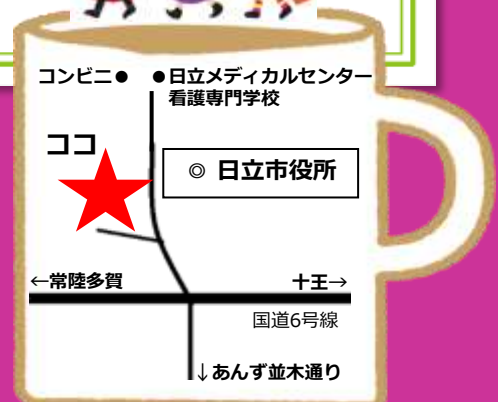 コンビニ● ●日立メディカルセンター
看護専門学校
ココ
◎ 日立市役所
←常陸多賀 十王→
国道6号線
↓あんず並木通り